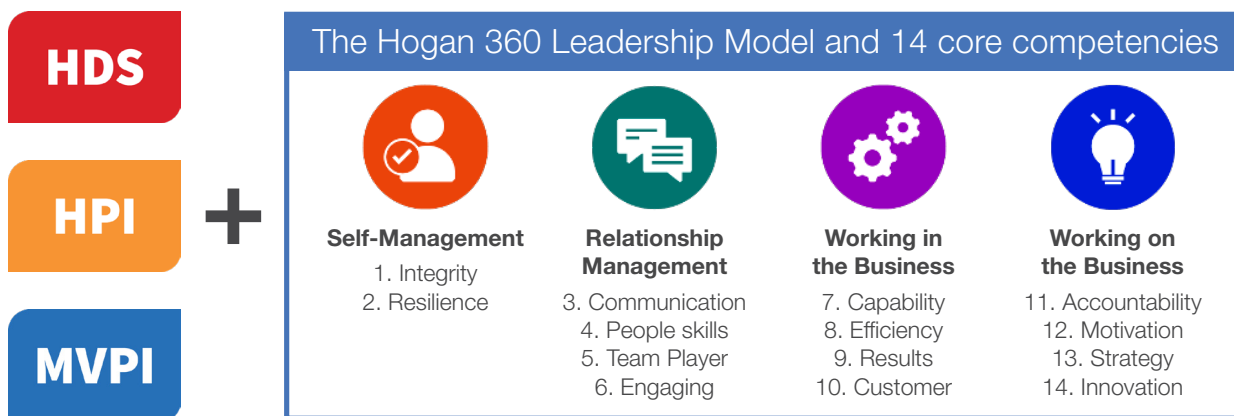 HDS
HPI
MVPI
+
The Hogan 360 Leadership Model and 14 core competencies
Self-Management
1. Integrity
2. Resilience
Relationship
Management
3. Communication
4. People skills
5. Team Player
6. Engaging
Working in
the Business
7. Capability
8. Efficiency
9. Results
10. Customer
Working on
the Business
11. Accountability
12. Motivation
13. Strategy
14. Innovation